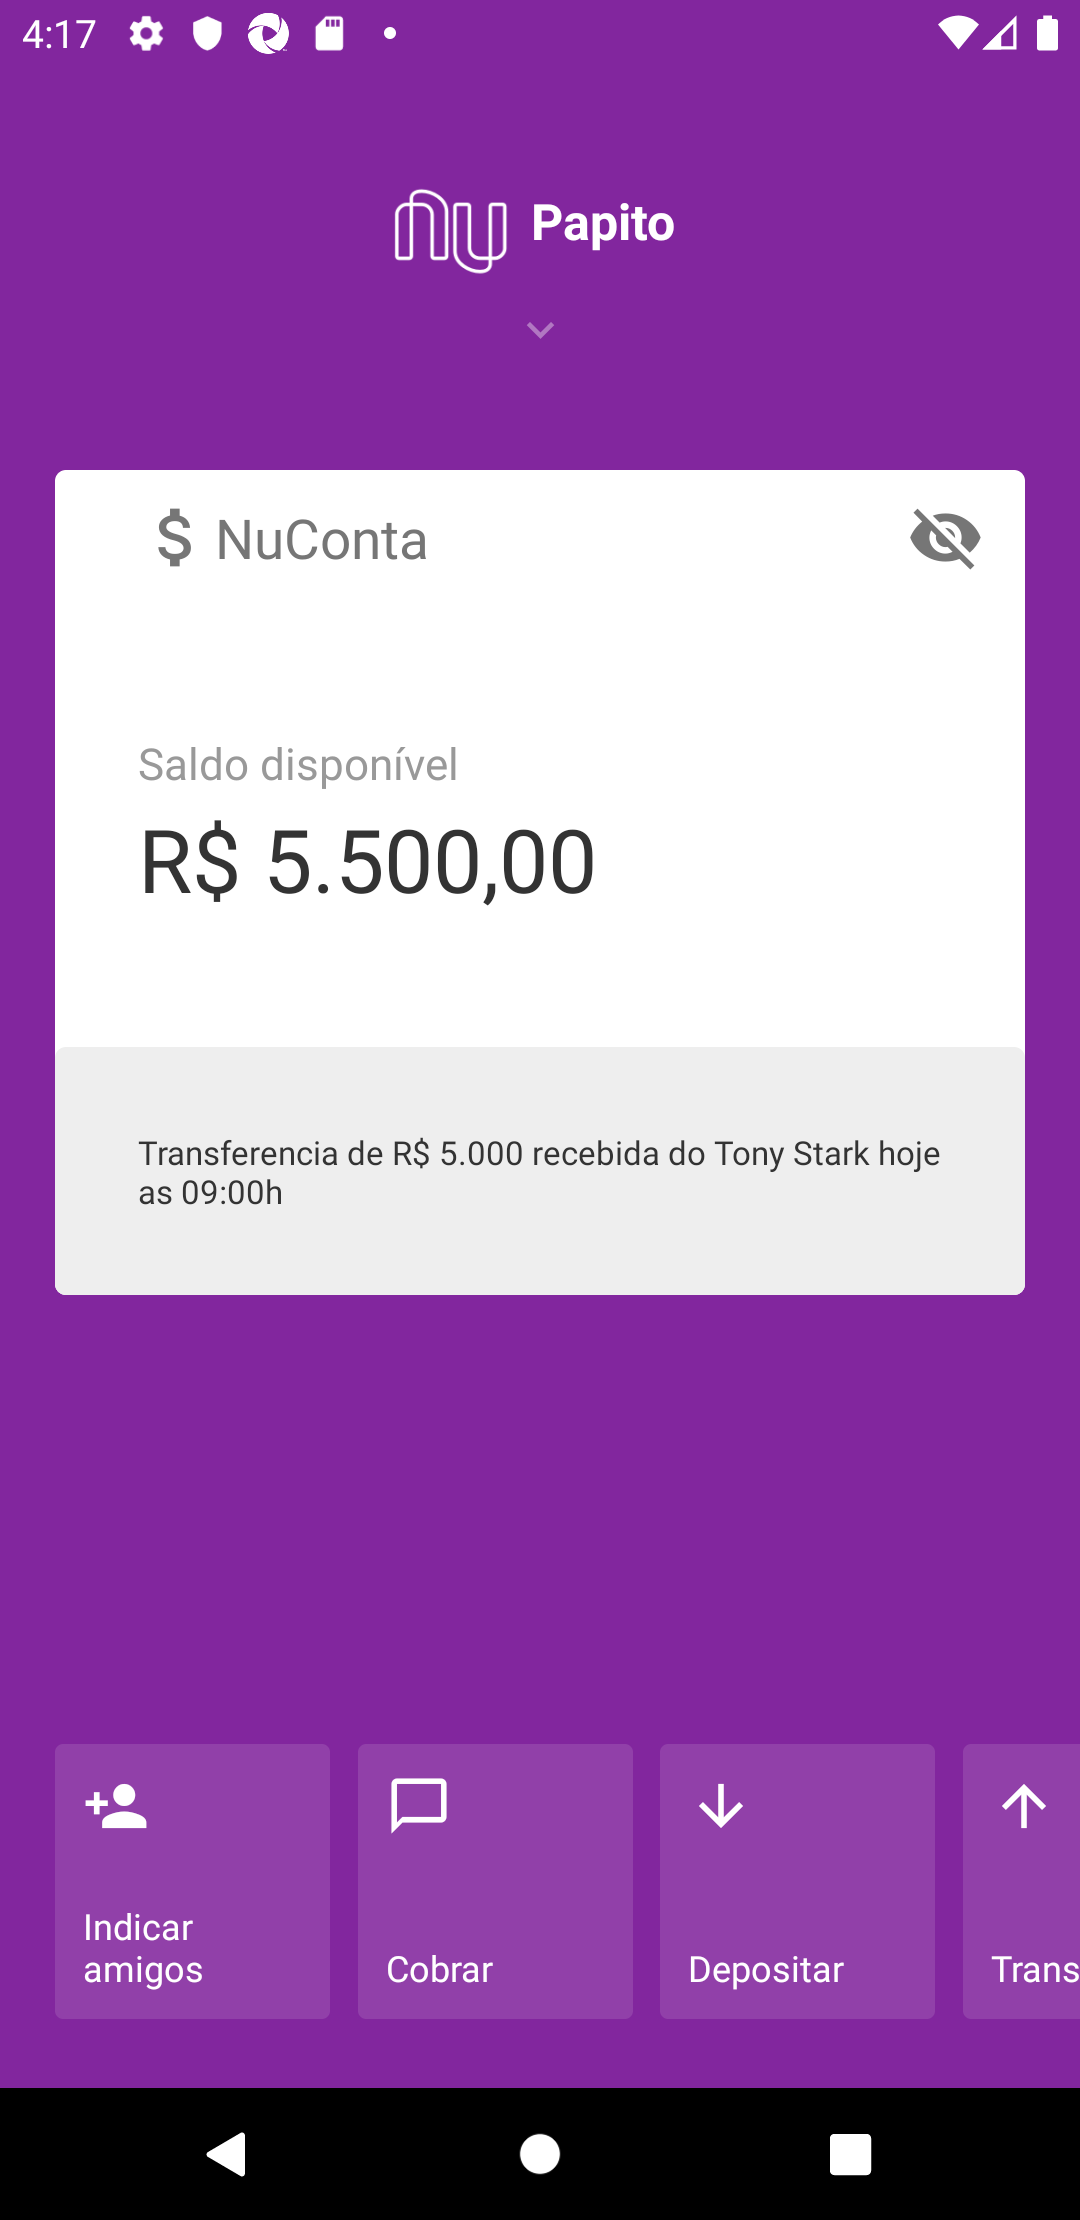 4:17
nu Papito
$ NuConta
Saldo disponível
R$ 5.500,00
Transferencia de R$ 5.000 recebida do Tony Stark hoje
as 09:00h
Indicar
amigos
Cobrar
Depositar
Trans